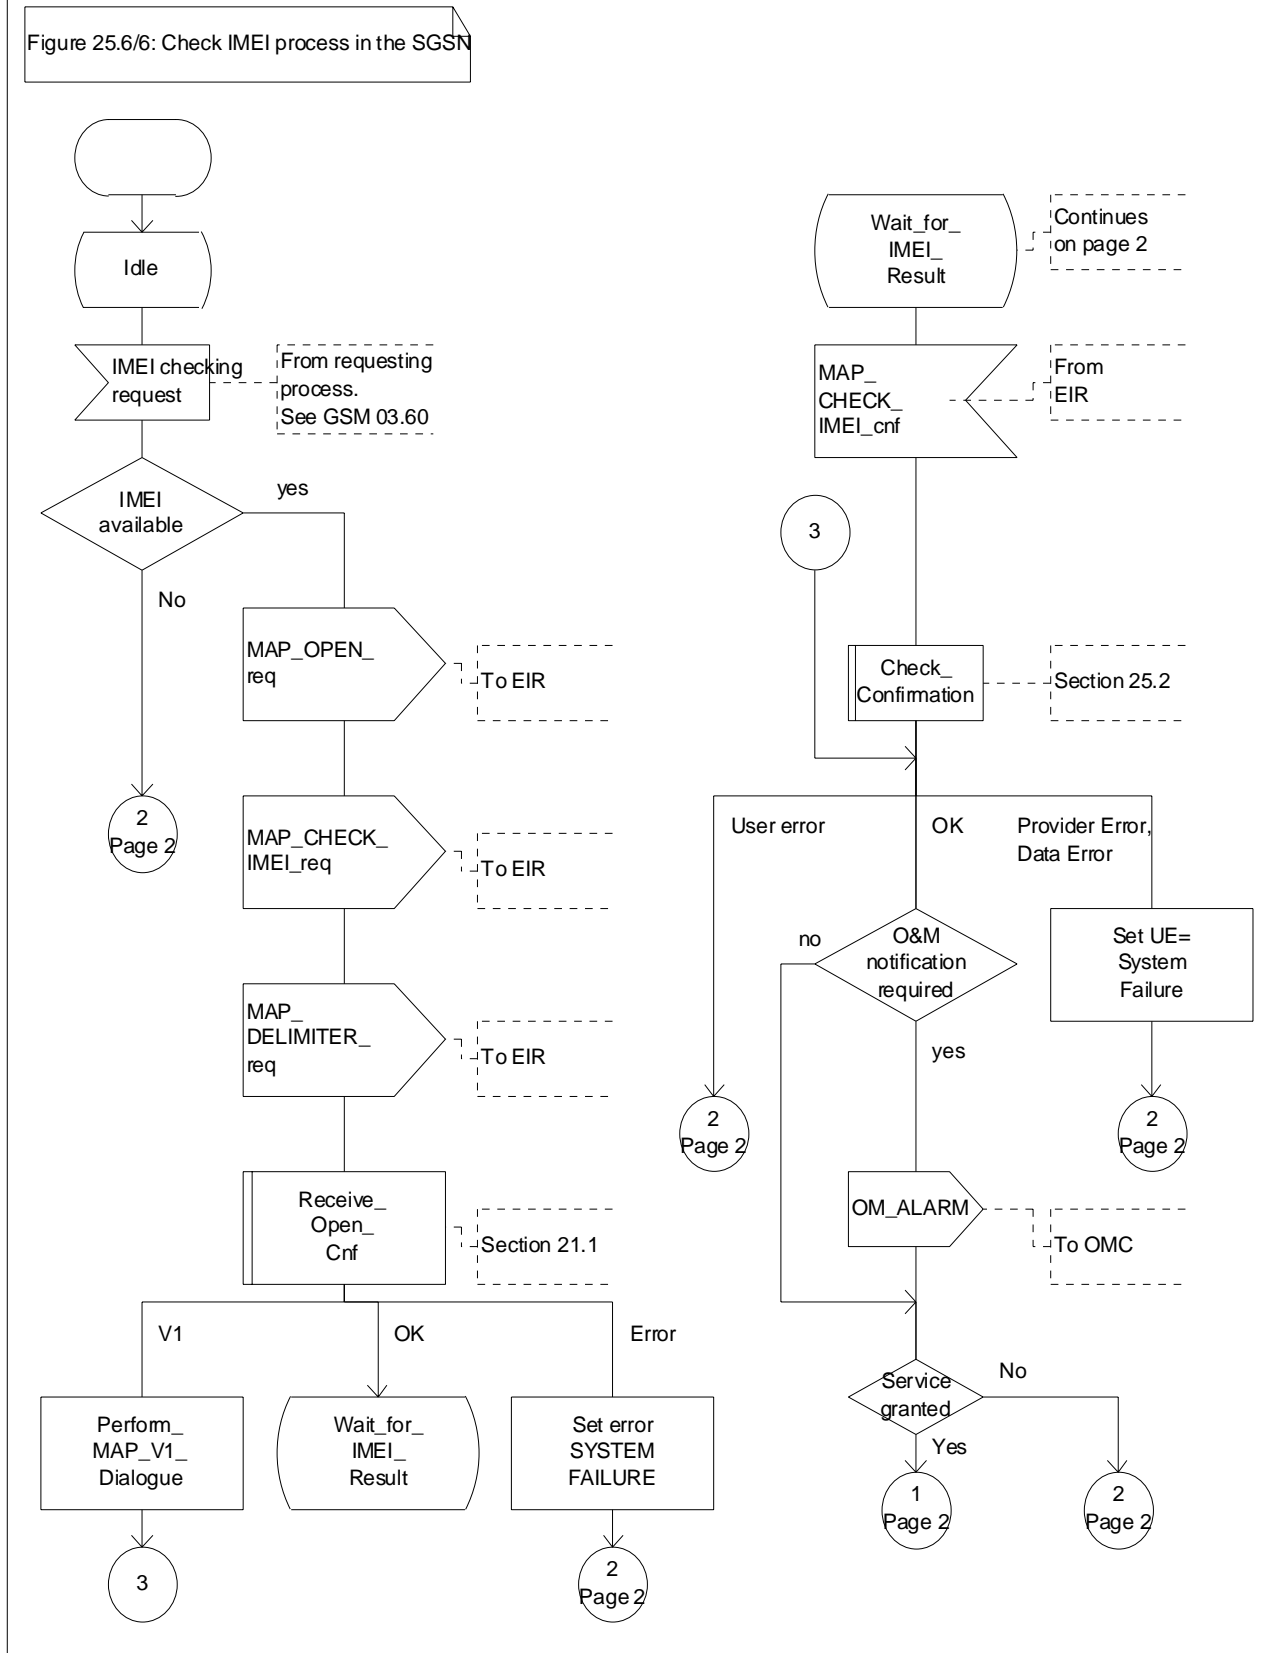 Figure 25.6/6: Check IMEI process in the SGSN
Idle
IMEI checking
request
From requesting
process.
See GSM 03.60
IMEI
available
yes
No
MAP_OPEN_
req
To EIR
2
Page 2
MAP_CHECK_
IMEI_req
To EIR
MAP_
DELIMITER_
req
To EIR
Receive_
Open_
Cnf
Section 21.1
V1
OK
Error
Perform_
MAP_V1_
Dialogue
Wait_for_
IMEI_
Result
Set error
SYSTEM
FAILURE
3
2
Page 2
Wait_for_
IMEI_
Result
Continues
on page 2
MAP_
CHECK_
IMEI_cnf
From
EIR
3
Check_
Confirmation
Section 25.2
User error
OK
Provider Error,
Data Error
no
O&M
notification
required
Set UE=
System
Failure
yes
2
Page 2
2
Page 2
OM_ALARM
To OMC
Service
granted
No
Yes
1
Page 2
2
Page 2